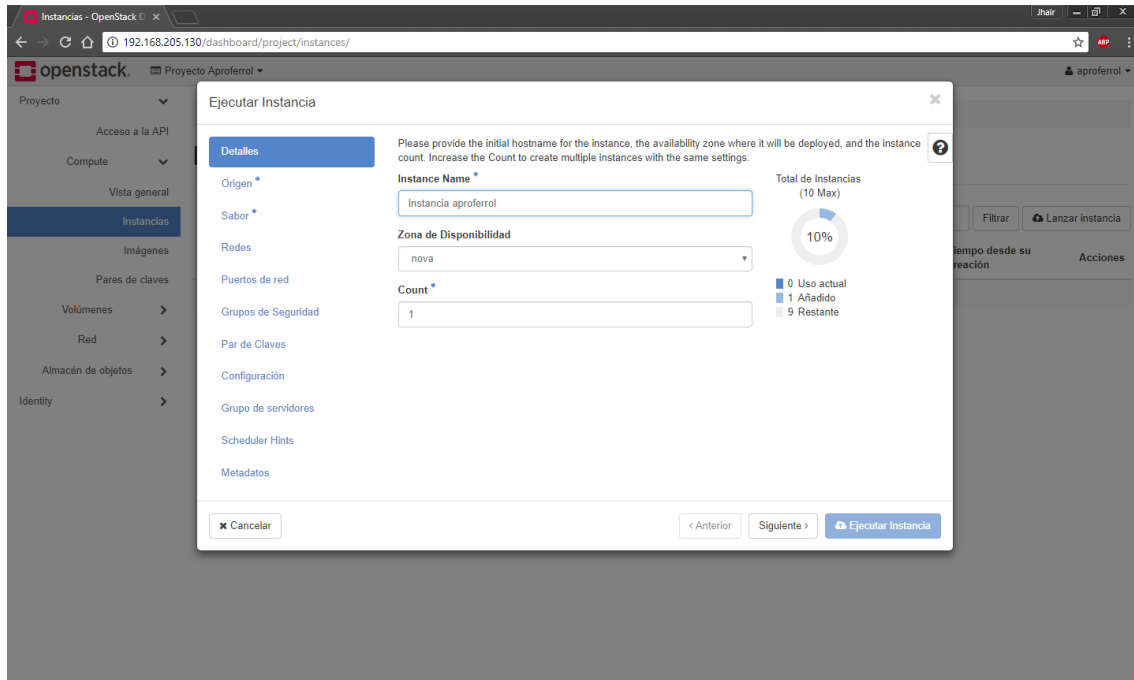 Instancias - OpenStack D
Jhair
192.168.205.130/dashboard/project/instances/
ABP
openstack.
Proyecto Aproferrol
aproferrol
Proyecto
Acceso a la API
Compute
Vista general
Instancias
Imágenes
Pares de claves
Volúmenes
Red
Almacén de objetos
Identity
Ejecutar Instancia
Detalles
Origen *
Sabor *
Redes
Puertos de red
Grupos de Seguridad
Par de Claves
Configuración
Grupo de servidores
Scheduler Hints
Metadatos
Please provide the initial hostname for the instance, the availability zone where it will be deployed, and the instance
count. Increase the Count to create multiple instances with the same settings.
Instance Name *
Instancia aproferrol
Zona de Disponibilidad
nova
Count *
1
Total de Instancias
(10 Max)
10%
0 Uso actual
1 Añadido
9 Restante
Cancelar
< Anterior
Siguiente >
Ejecutar Instancia
Filtrar
Lanzar instancia
desde su
Acciones